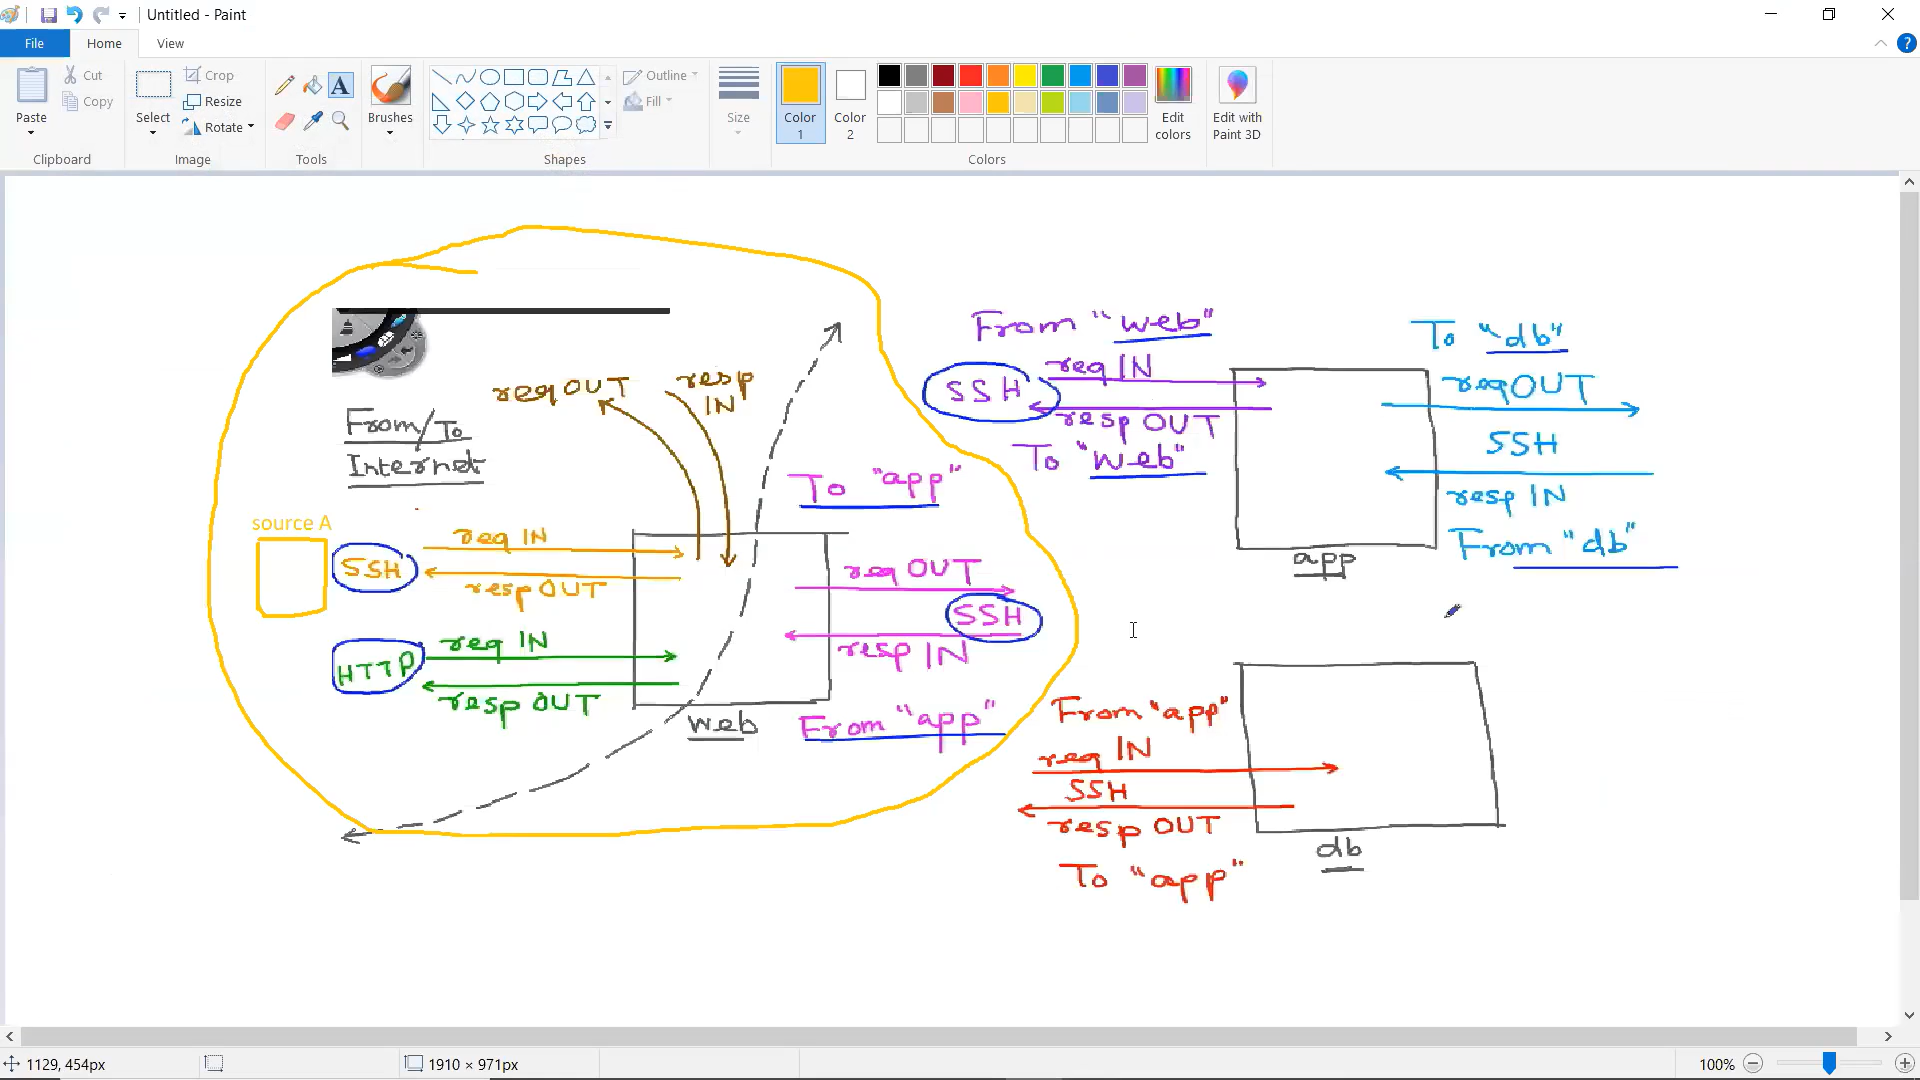 Untitled - Paint
File
Home
View
Paste
Cut
Copy
Clipboard
Select
Crop
Resize
Rotate
Image
A
Tools
Brushes
Outline
Fill
Shapes
Size
Color 1
Color 2
Edit colors
Colors
Edit with Paint 3D
?
From/To
Internet
req OUT
resp IN
To "app"
source A
SSH
req IN
resp OUT
HTTP
req IN
resp OUT
web
req OUT
SSH
resp IN
From "app"
From "web"
SSH
req IN
resp OUT
To "web"
app
To "db"
req OUT
SSH
resp IN
From "db"
From "app"
req IN
SSH
resp OUT
To "app"
db
1129, 454px
1910 × 971px
100%